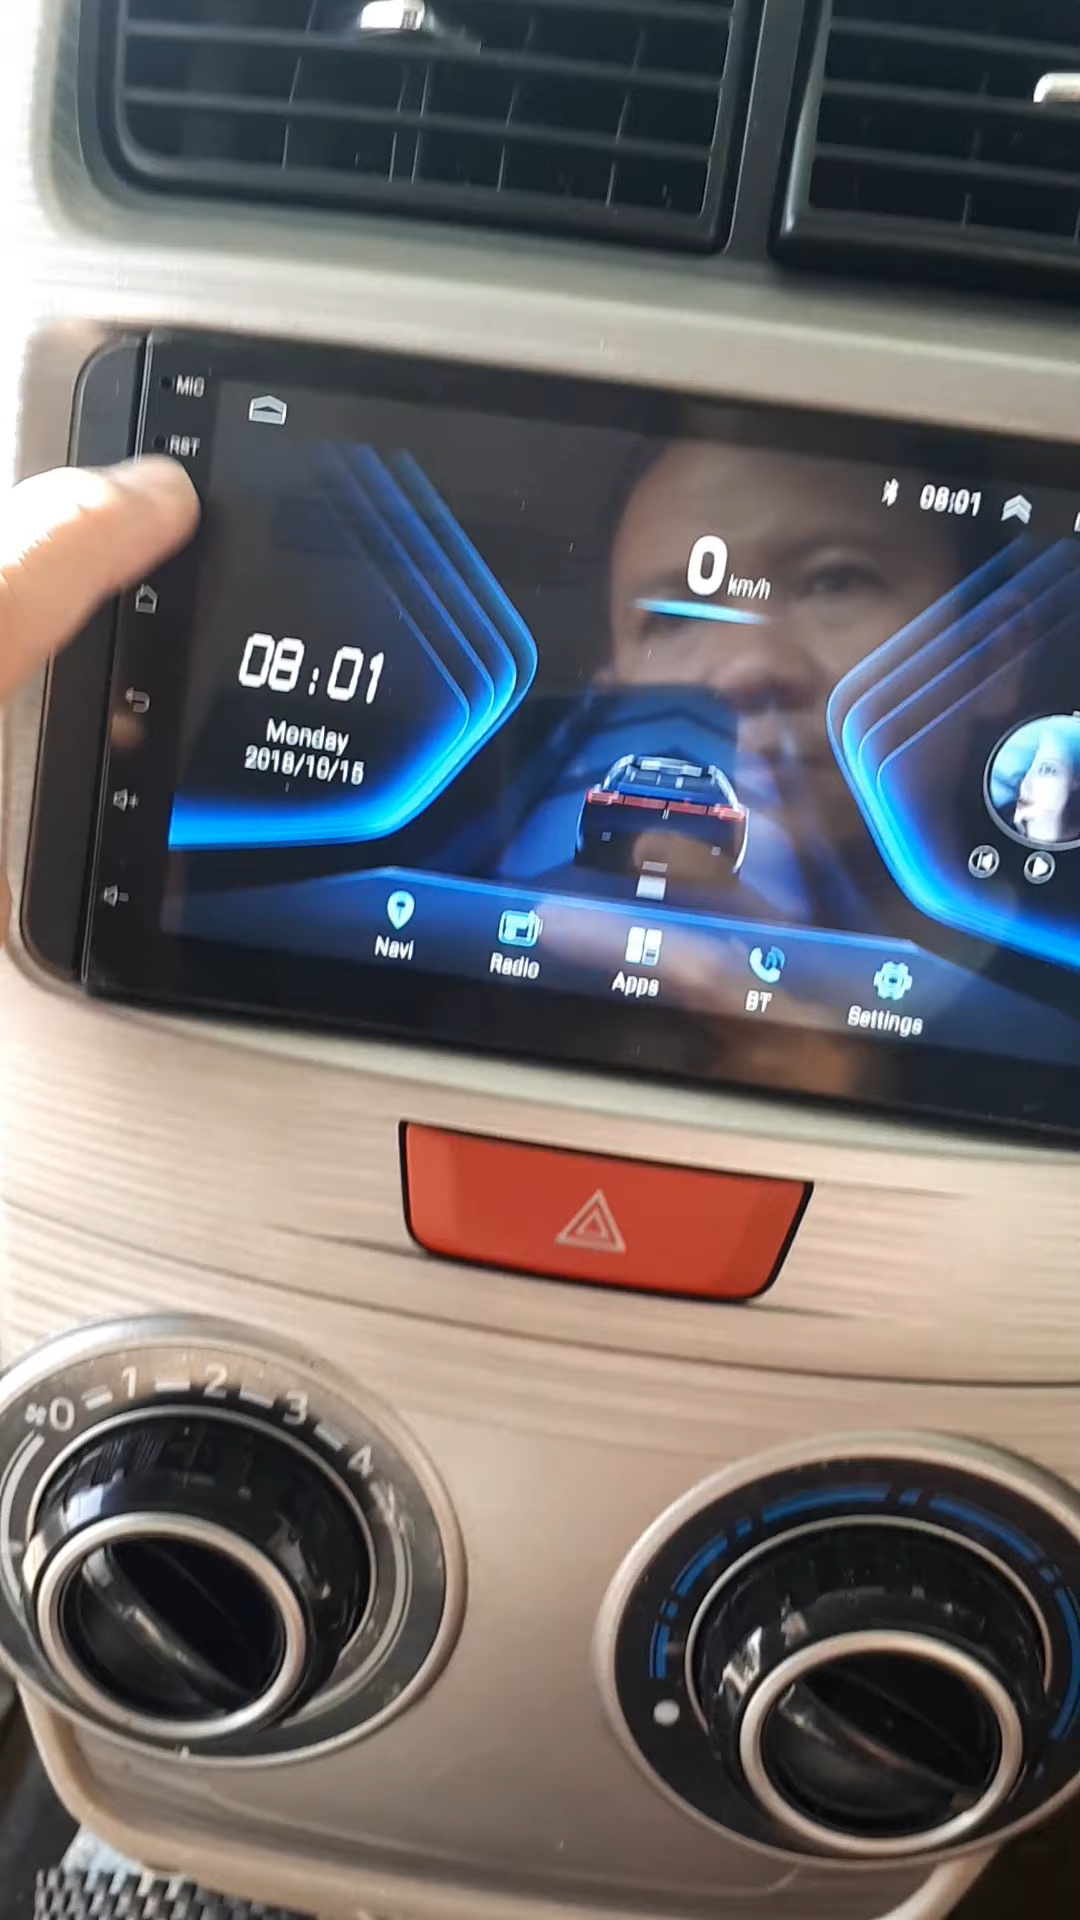 MIC
RST
08:01
0 km/h
08:01
Monday
2018/10/15
Navi
Radio
Apps
BT
Settings
0 1 2 3 4